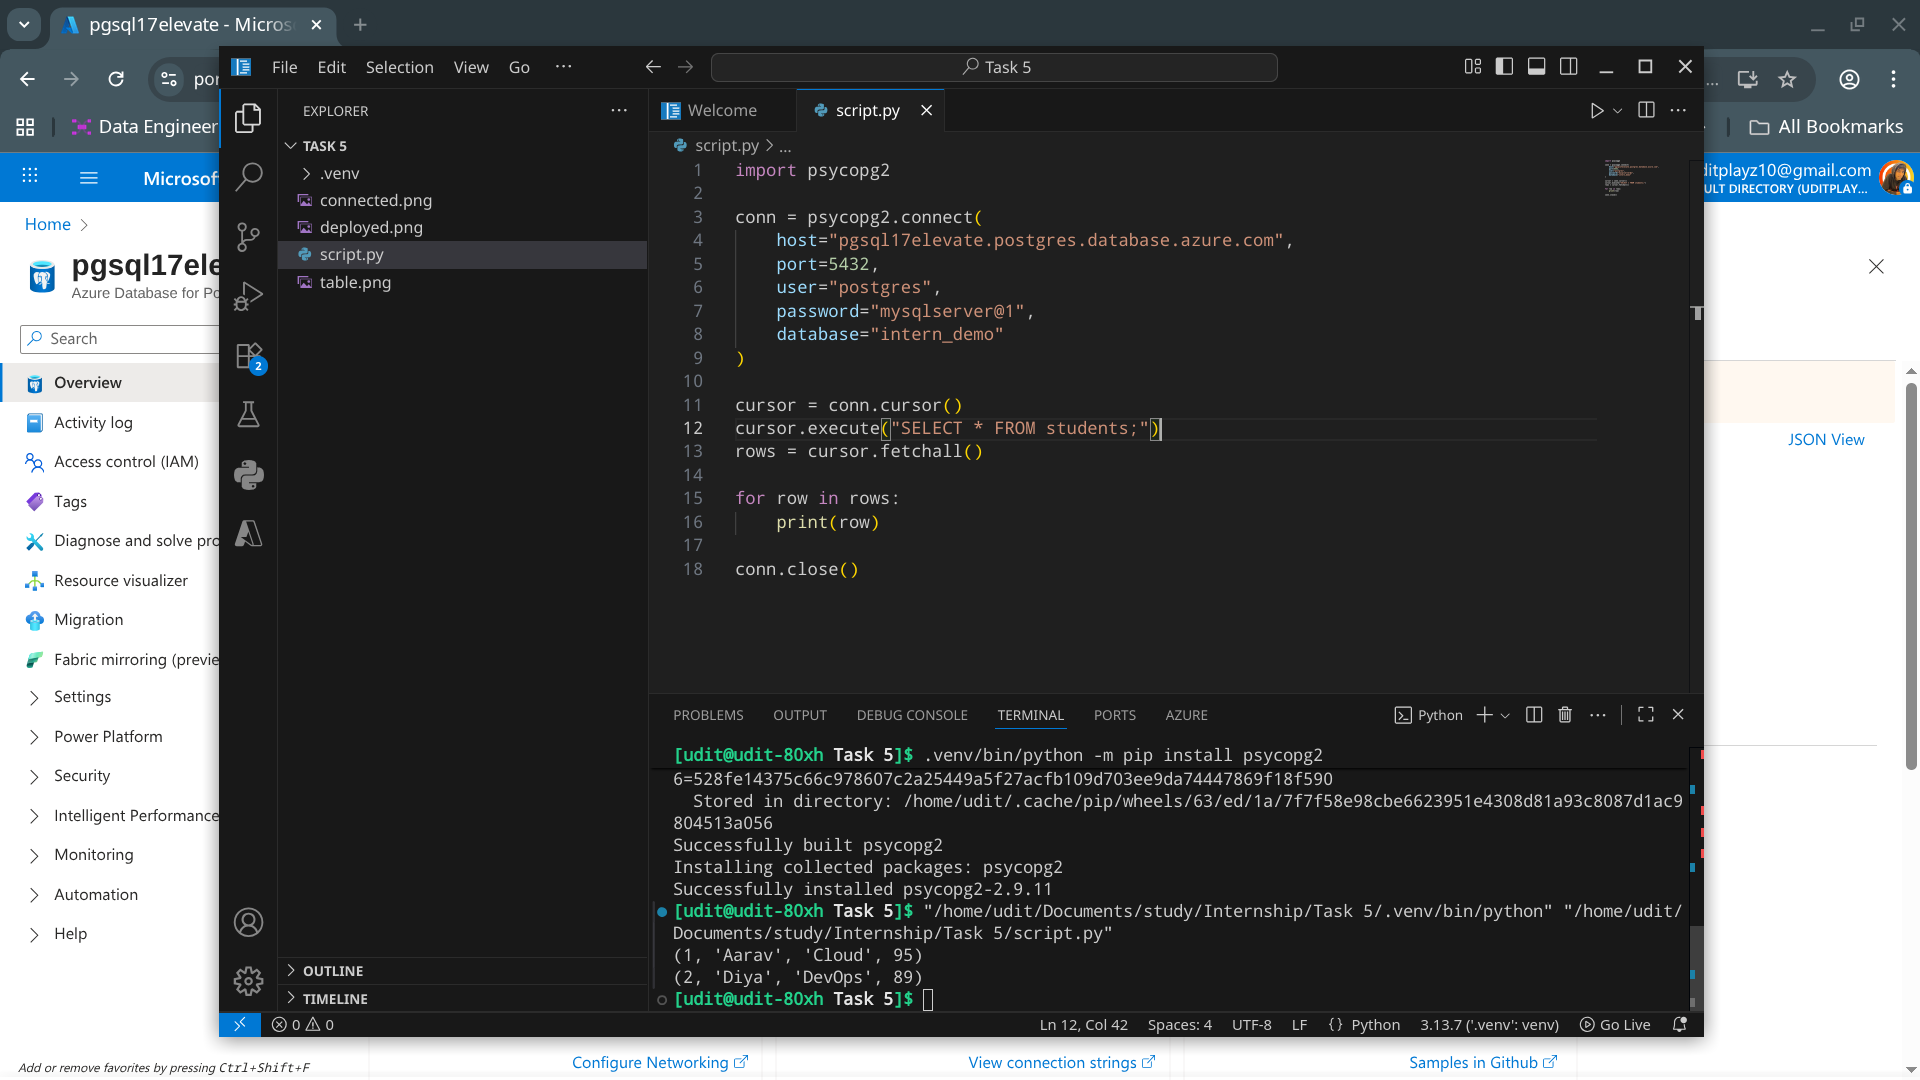 pgsql17elevate - Micros
por
Data Engineer
All Bookmarks
Microsof
ditplayz10@gmail.com
ULT DIRECTORY (UDITPLAY...
Home
pgsql17ele
Azure Database for Po
Search
Overview
Activity log
Access control (IAM)
Tags
Diagnose and solve pro
Resource visualizer
Migration
Fabric mirroring (previe
Settings
Power Platform
Security
Intelligent Performance
Monitoring
Automation
Help
Add or remove favorites by pressing Ctrl+Shift+F
JSON View
Configure Networking
View connection strings
Samples in Github
File Edit Selection View Go ...
Task 5
EXPLORER
TASK 5
.venv
connected.png
deployed.png
script.py
table.png
OUTLINE
TIMELINE
2
Welcome
script.py
script.py > ...
1 import psycopg2
2
3 conn = psycopg2.connect(
4 host="pgsql17elevate.postgres.database.azure.com",
5 port=5432,
6 user="postgres",
7 password="mysqlserver@1",
8 database="intern_demo"
9 )
10
11 cursor = conn.cursor()
12 cursor.execute("SELECT * FROM students;")
13 rows = cursor.fetchall()
14
15 for row in rows:
16 print(row)
17
18 conn.close()
PROBLEMS OUTPUT DEBUG CONSOLE TERMINAL PORTS AZURE
Python
[udit@udit-80xh Task 5]$ .venv/bin/python -m pip install psycopg2
6=528fe14375c66c978607c2a25449a5f27acfb109d703ee9da74447869f18f590
Stored in directory: /home/udit/.cache/pip/wheels/63/ed/1a/7f7f58e98cbe6623951e4308d81a93c8087d1ac9
804513a056
Successfully built psycopg2
Installing collected packages: psycopg2
Successfully installed psycopg2-2.9.11
[udit@udit-80xh Task 5]$ "/home/udit/Documents/study/Internship/Task 5/.venv/bin/python" "/home/udit/
Documents/study/Internship/Task 5/script.py"
(1, 'Aarav', 'Cloud', 95)
(2, 'Diya', 'DevOps', 89)
[udit@udit-80xh Task 5]$
0 0
Ln 12, Col 42 Spaces: 4 UTF-8 LF {} Python 3.13.7 ('.venv': venv) Go Live